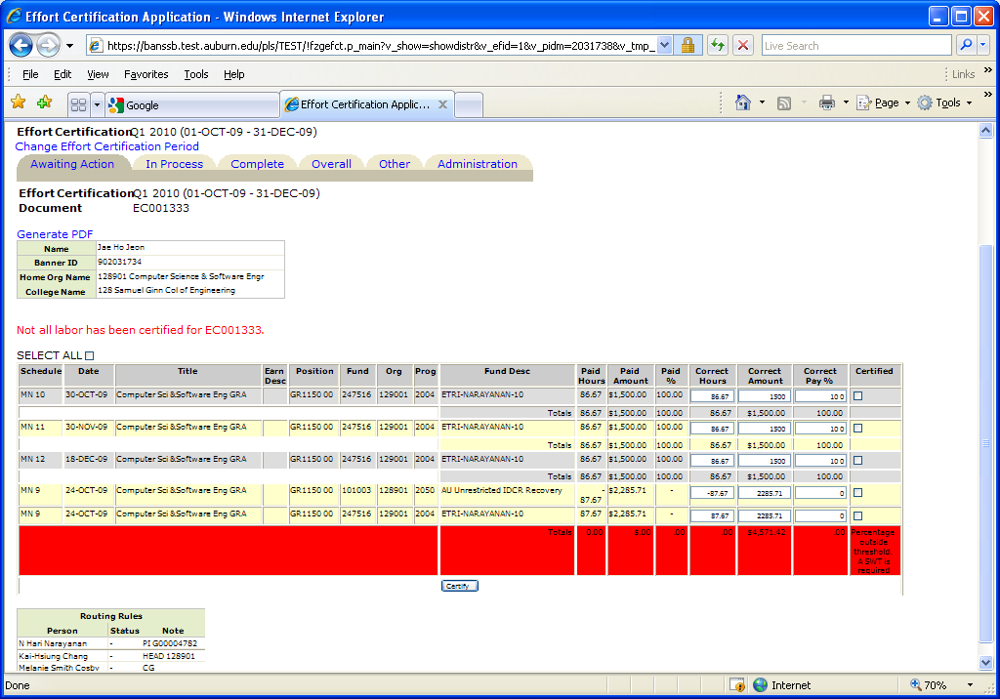 Effort Certification Application - Windows Internet Explorer
https://banssb.test.auburn.edu/pls/TEST/!fzgefct.p_main?v_show=showdistr&v_efid=1&v_pidm=2031738&v_tmp_ Live Search
File Edit View Favorites Tools Help Links »
Google Effort Certification Applic... Page Tools »
Effort Certification Q1 2010 (01-OCT-09 - 31-DEC-09)
Change Effort Certification Period
Awaiting Action In Process Complete Overall Other Administration
Effort Certification Q1 2010 (01-OCT-09 - 31-DEC-09)
Document EC001333
Generate PDF
Name Jae Ho Jeon
Banner ID 902031734
Home Org Name 128901 Computer Science & Software Engr
College Name 128 Samuel Ginn Col of Engineering
Not all labor has been certified for EC001333.
SELECT ALL
Schedule Date Title Earn Desc Position Fund Org Prog Fund Desc Paid Hours Paid Amount Paid % Correct Hours Correct Amount Correct Pay % Certified
MN 10 30-OCT-09 Computer Sci &Software Eng GRA GR1150 00 247516 129001 2004 ETRI-NARAYANAN-10 86.67 $1,500.00 100.00 86.67 1500 100
Totals 86.67 $1,500.00 100.00 86.67 $1,500.00 100.00
MN 11 30-NOV-09 Computer Sci &Software Eng GRA GR1150 00 247516 129001 2004 ETRI-NARAYANAN-10 86.67 $1,500.00 100.00 86.67 1500 100
Totals 86.67 $1,500.00 100.00 86.67 $1,500.00 100.00
MN 12 18-DEC-09 Computer Sci &Software Eng GRA GR1150 00 247516 129001 2004 ETRI-NARAYANAN-10 86.67 $1,500.00 100.00 86.67 1500 100
Totals 86.67 $1,500.00 100.00 86.67 $1,500.00 100.00
MN 9 24-OCT-09 Computer Sci &Software Eng GRA GR1150 00 101003 128901 2050 AU Unrestricted IDCR Recovery -87.67 $2,285.71 - -87.67 2285.71 0
MN 9 24-OCT-09 Computer Sci &Software Eng GRA GR1150 00 247516 129001 2004 ETRI-NARAYANAN-10 87.67 $2,285.71 - 87.67 2285.71 0
Totals 0.00 $.00 .00 .00 $4,571.42 .00 Percentage outside threshold. A SWT is required
Certify
Routing Rules
Person Status Note
N Hari Narayanan - PI G00004782
Kai-Hsiung Chang - HEAD 128901
Melanie Smith Cosby - CG
Done Internet 70%